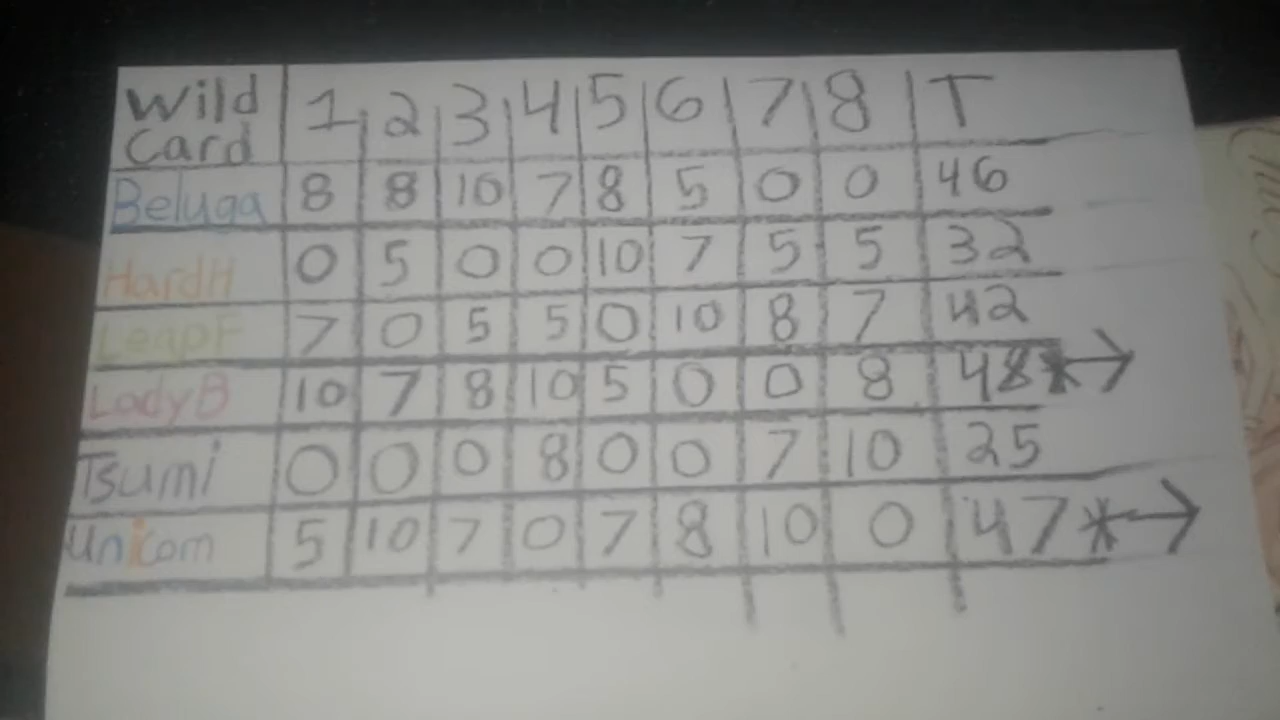 Wild Card 1 2 3 4 5 6 7 8 T
Beluga 8 8 10 7 8 5 0 0 46
HardH 0 5 0 0 10 7 5 5 32
LeapF 7 0 5 5 0 10 8 7 42
LadyB 10 7 8 10 5 0 0 8 48*→
Tsumi 0 0 0 8 0 0 7 10 25
Unicorn 5 10 7 0 7 8 10 0 47*→